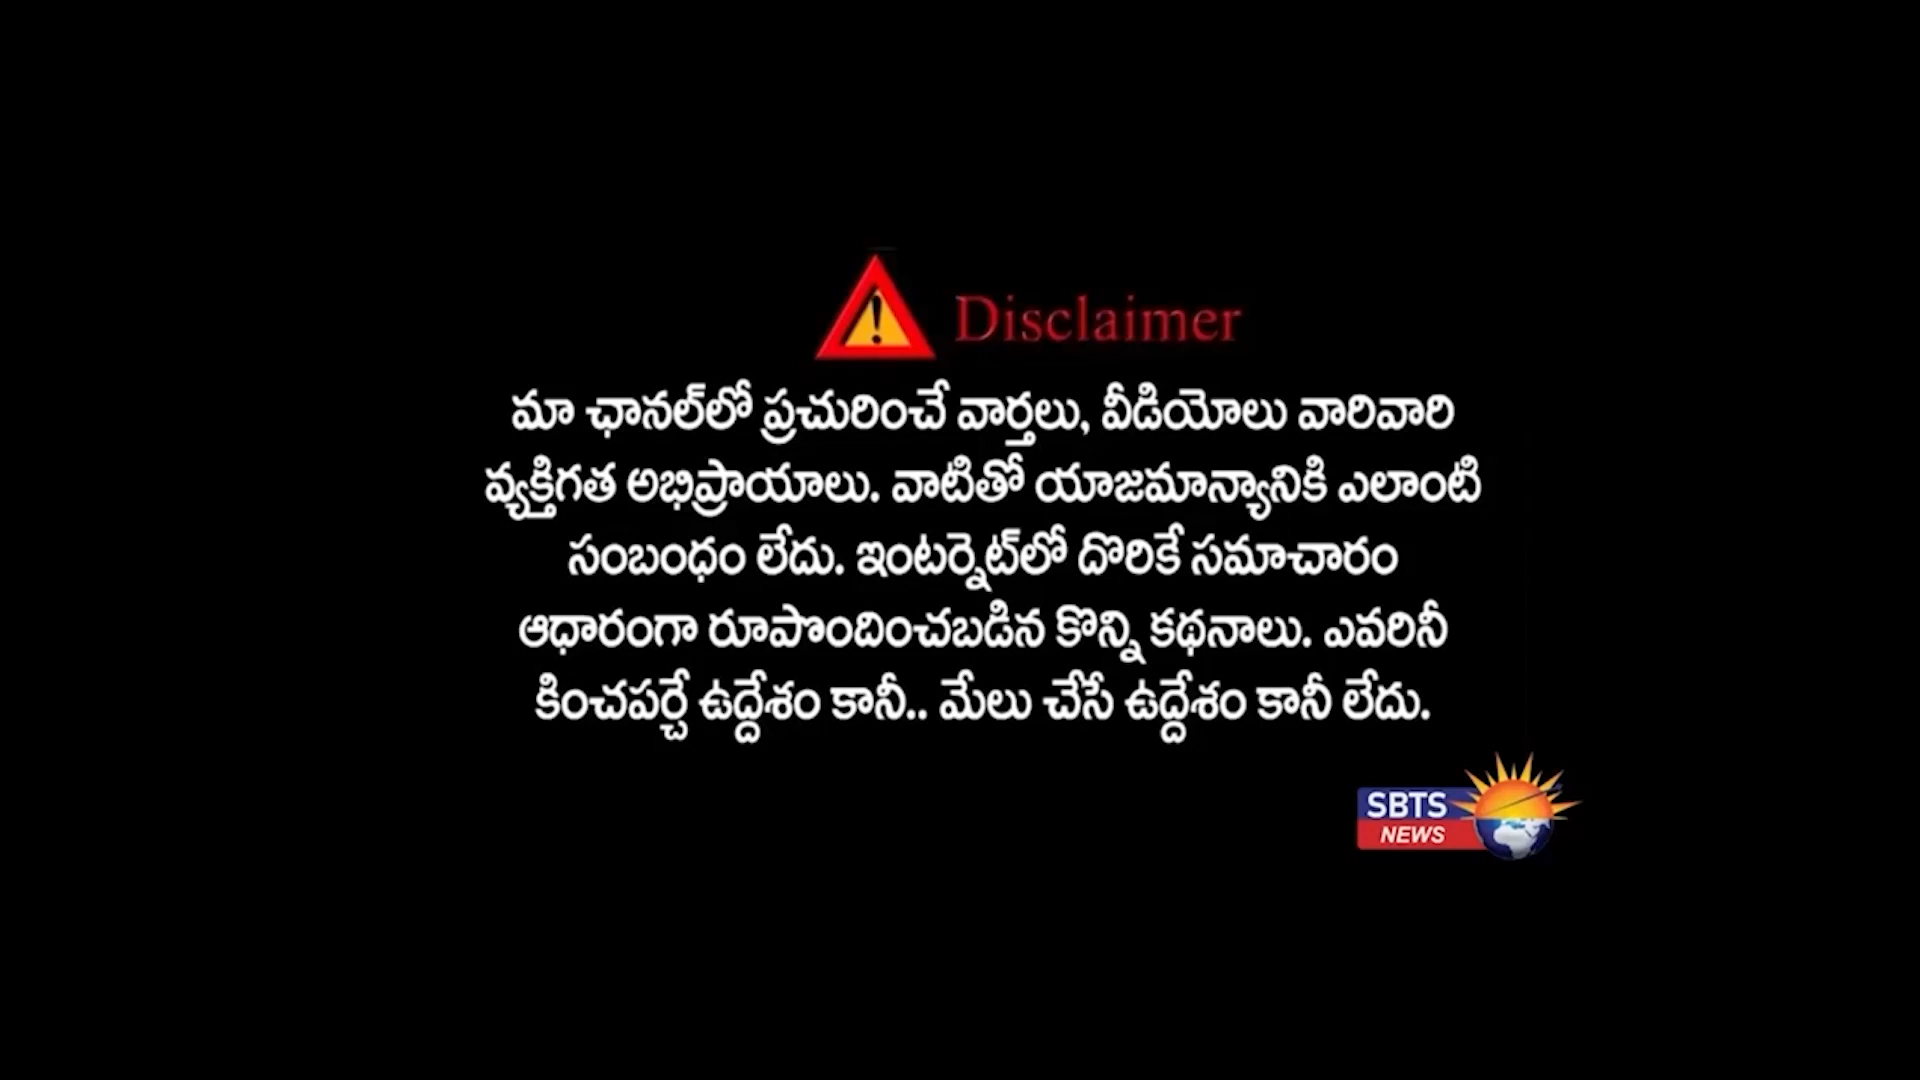 Disclaimer
మా ఛానల్‌లో ప్రచురించే వార్తలు, వీడియోలు వారివారి
వ్యక్తిగత అభిప్రాయాలు. వాటితో యాజమాన్యానికి ఎలాంటి
సంబంధం లేదు. ఇంటర్నెట్‌లో దొరికే సమాచారం
ఆధారంగా రూపొందించబడిన కొన్ని కథనాలు. ఎవరినీ
కించపర్చే ఉద్దేశం కానీ.. మేలు చేసే ఉద్దేశం కానీ లేదు.
SBTS
NEWS